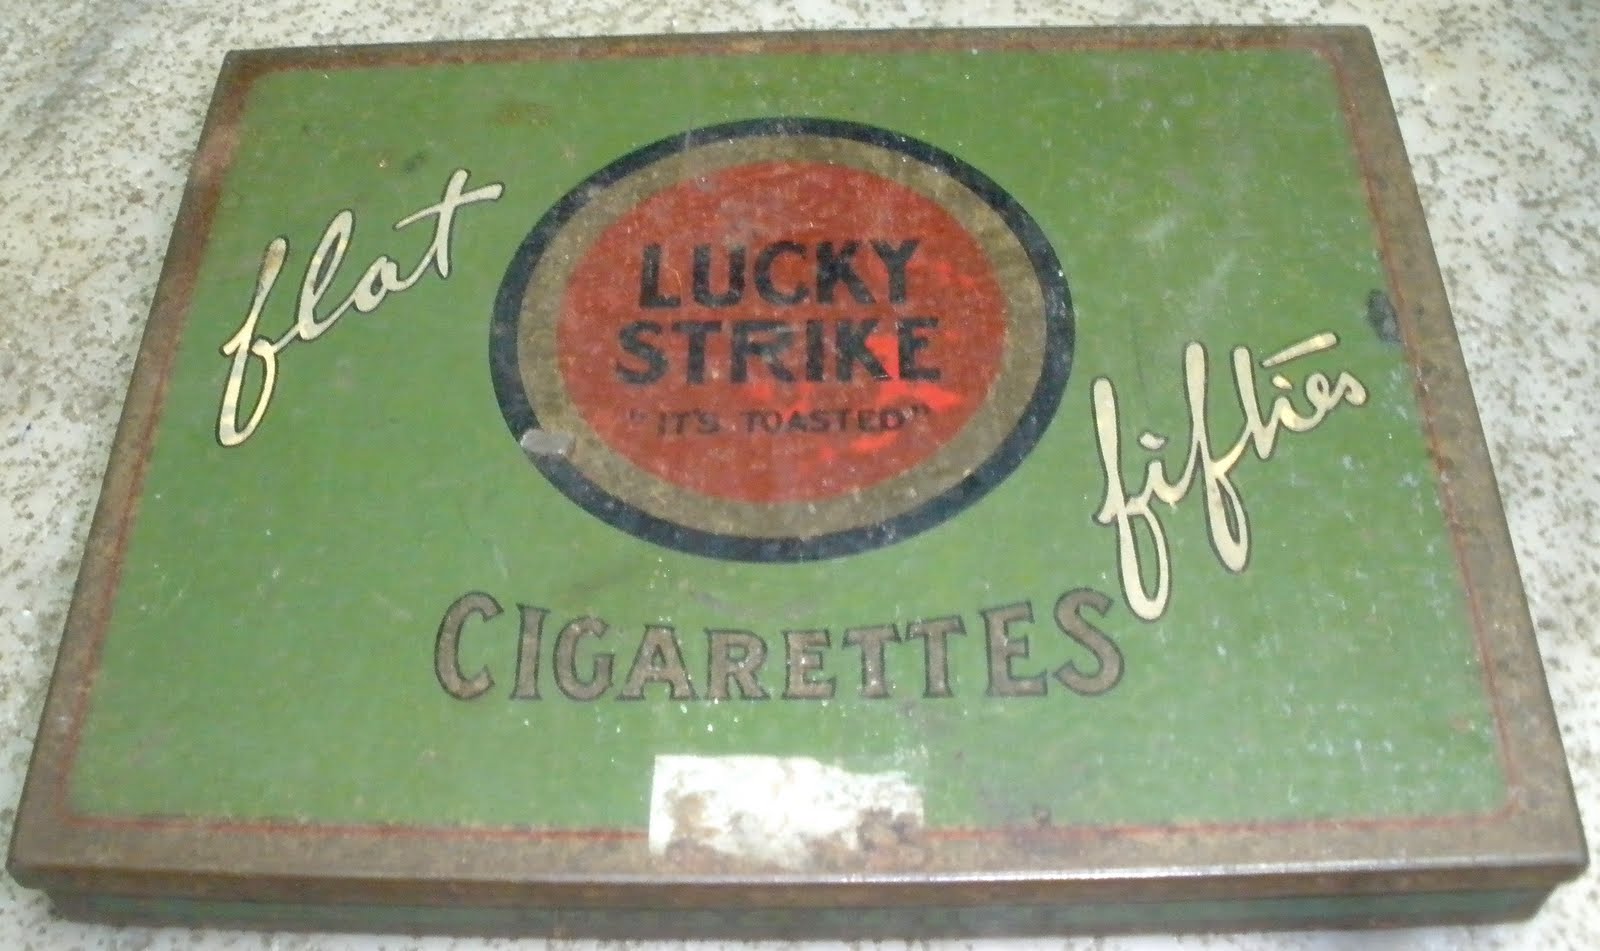 flat
LUCKY
STRIKE
"IT'S TOASTED"
fifties
CIGARETTES